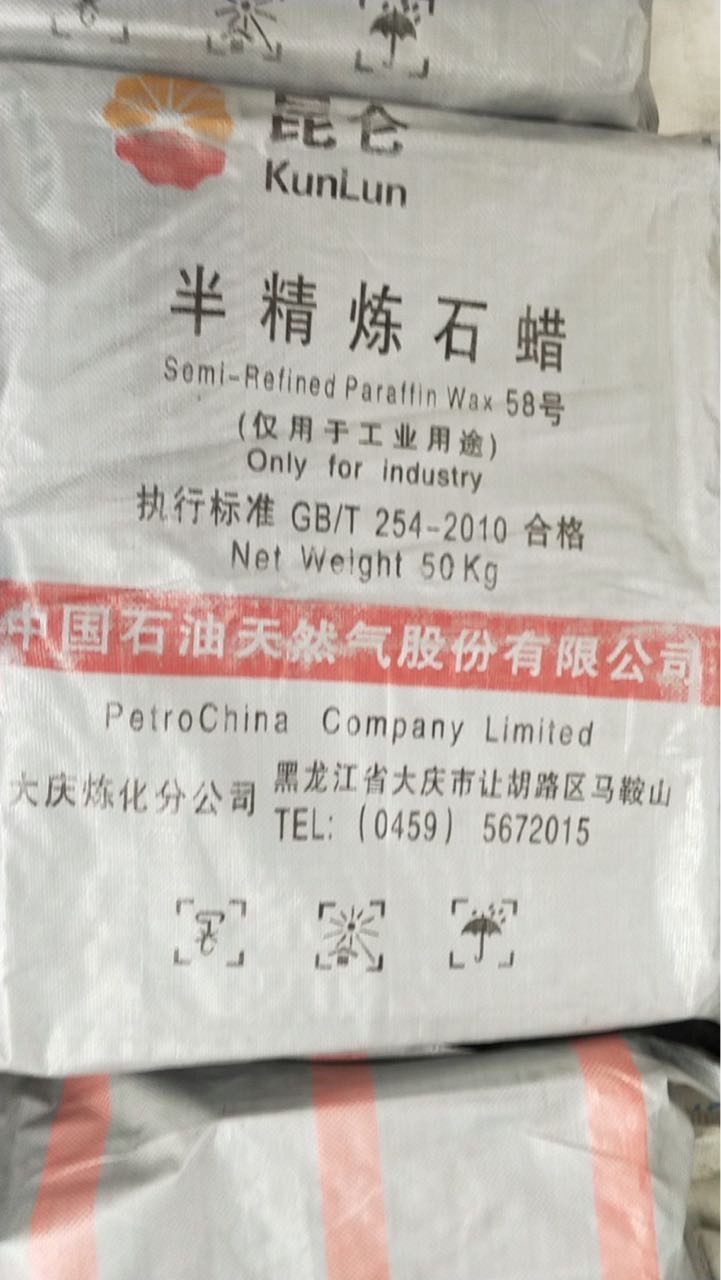 昆仑
KunLun
半精炼石蜡
Semi-Refined Paraffin Wax 58号
(仅用于工业用途)
Only for industry
执行标准 GB/T 254-2010 合格
Net Weight 50Kg
中国石油天然气股份有限公司
PetroChina Company Limited
大庆炼化分公司
黑龙江省大庆市让胡路区马鞍山
TEL: (0459) 5672015